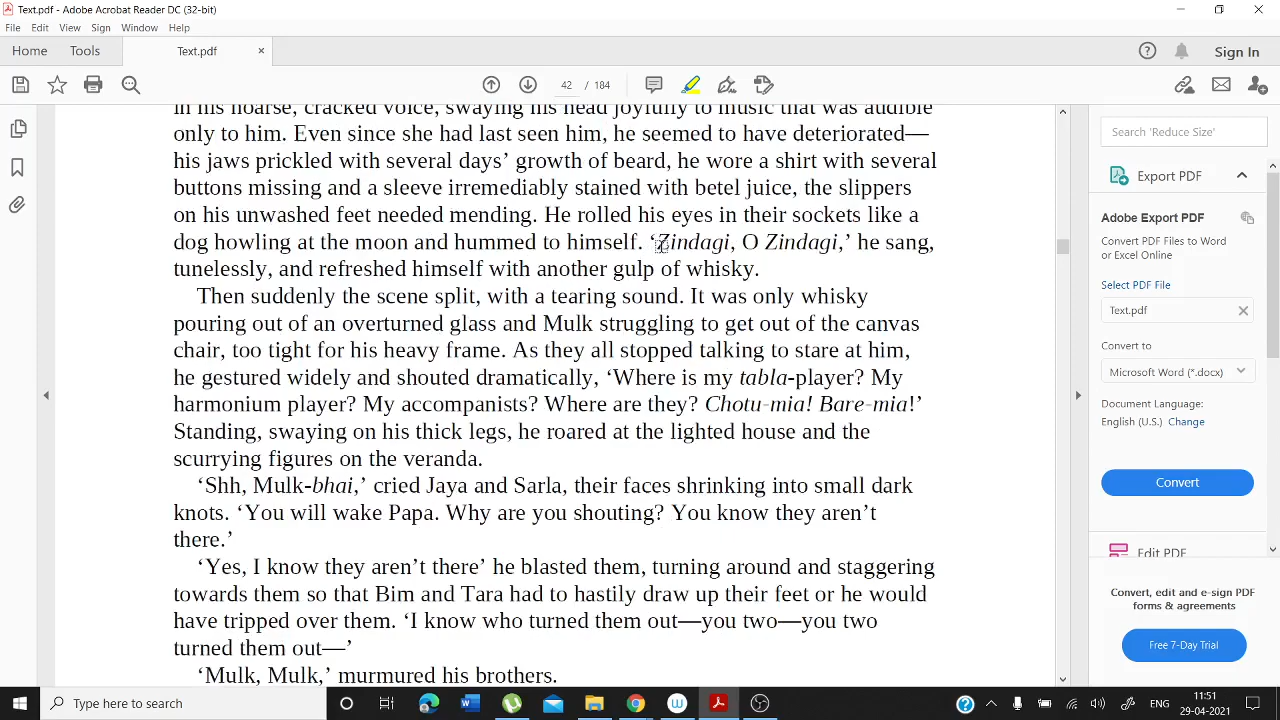 Text.pdf - Adobe Acrobat Reader DC (32-bit)
File Edit View Sign Window Help
Home Tools Text.pdf × Sign In
42 / 184
in his hoarse, cracked voice, swaying his head joyfully to music that was audible
only to him. Even since she had last seen him, he seemed to have deteriorated—
his jaws prickled with several days’ growth of beard, he wore a shirt with several
buttons missing and a sleeve irremediably stained with betel juice, the slippers
on his unwashed feet needed mending. He rolled his eyes in their sockets like a
dog howling at the moon and hummed to himself. ‘Zindagi, O Zindagi,’ he sang,
tunelessly, and refreshed himself with another gulp of whisky.
Then suddenly the scene split, with a tearing sound. It was only whisky
pouring out of an overturned glass and Mulk struggling to get out of the canvas
chair, too tight for his heavy frame. As they all stopped talking to stare at him,
he gestured widely and shouted dramatically, ‘Where is my tabla-player? My
harmonium player? My accompanists? Where are they? Chotu-mia! Bare-mia!’
Standing, swaying on his thick legs, he roared at the lighted house and the
scurrying figures on the veranda.
‘Shh, Mulk-bhai,’ cried Jaya and Sarla, their faces shrinking into small dark
knots. ‘You will wake Papa. Why are you shouting? You know they aren’t
there.’
‘Yes, I know they aren’t there’ he blasted them, turning around and staggering
towards them so that Bim and Tara had to hastily draw up their feet or he would
have tripped over them. ‘I know who turned them out—you two—you two
turned them out—’
‘Mulk, Mulk,’ murmured his brothers.
Search 'Reduce Size'
Export PDF
Adobe Export PDF
Convert PDF Files to Word
or Excel Online
Select PDF File
Text.pdf
Convert to
Microsoft Word (*.docx)
Document Language:
English (U.S.) Change
Convert
Edit PDF
Convert, edit and e-sign PDF
forms & agreements
Free 7-Day Trial
Type here to search
ENG
11:51
29-04-2021